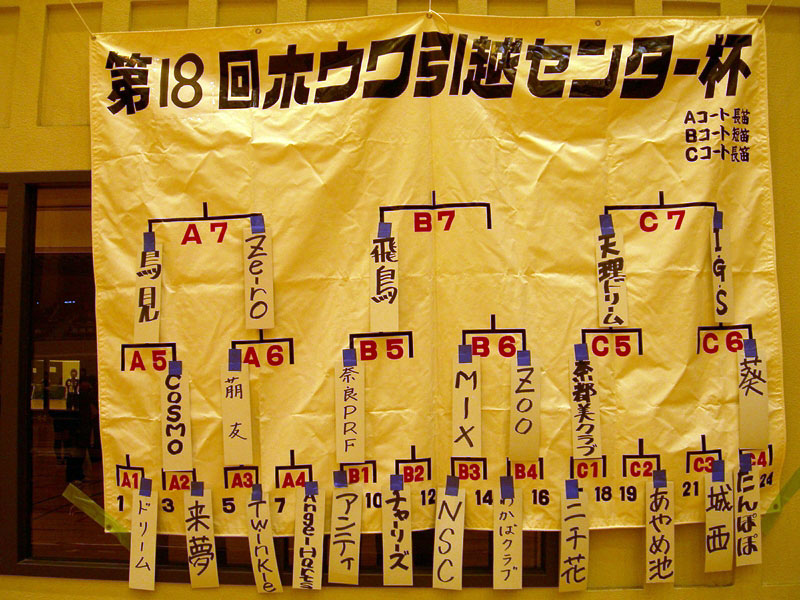 第18回ホウワ引越センター杯
Aコート長笛
Bコート短笛
Cコート長笛
A7
B7
C7
鳥見
Zero
飛鳥
天理ドリーム
I.G.S
A5
A6
B5
B6
C5
C6
COSMO
萠友
奈良PRF
MIX
ZOO
京都美クラブ
葵
A1
A2
A3
A4
B1
B2
B3
B4
C1
C2
C3
C4
1
3
5
7
10
12
14
16
18
19
21
24
ドリーム
来夢
Twinkle
Angel-Hearts
アンティ
チャーリーズ
NSC
わかばクラブ
二千花
あやめ池
城西
たんぽぽ